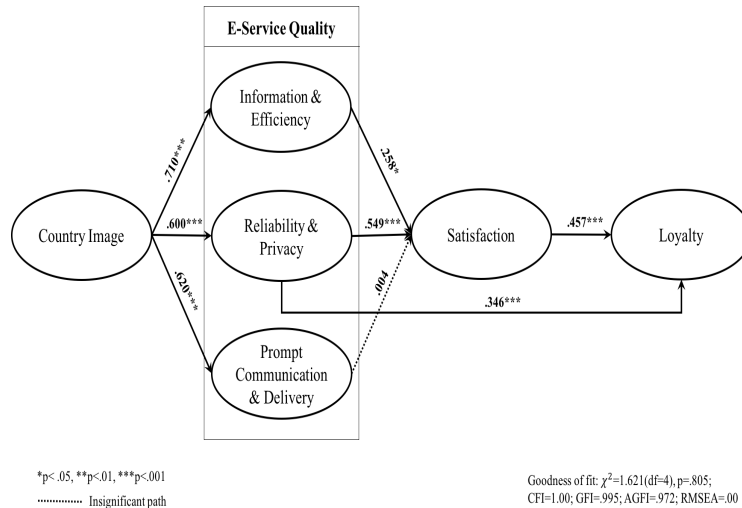 E-Service Quality
Information &
Efficiency
.710***
.258*
Country Image
.600***
Reliability &
Privacy
.549***
Satisfaction
.457***
Loyalty
.620***
.004
.346***
Prompt
Communication
& Delivery
*p< .05, **p<.01, ***p<.001
Insignificant path
Goodness of fit: χ²=1.621(df=4), p=.805;
CFI=1.00; GFI=.995; AGFI=.972; RMSEA=.00